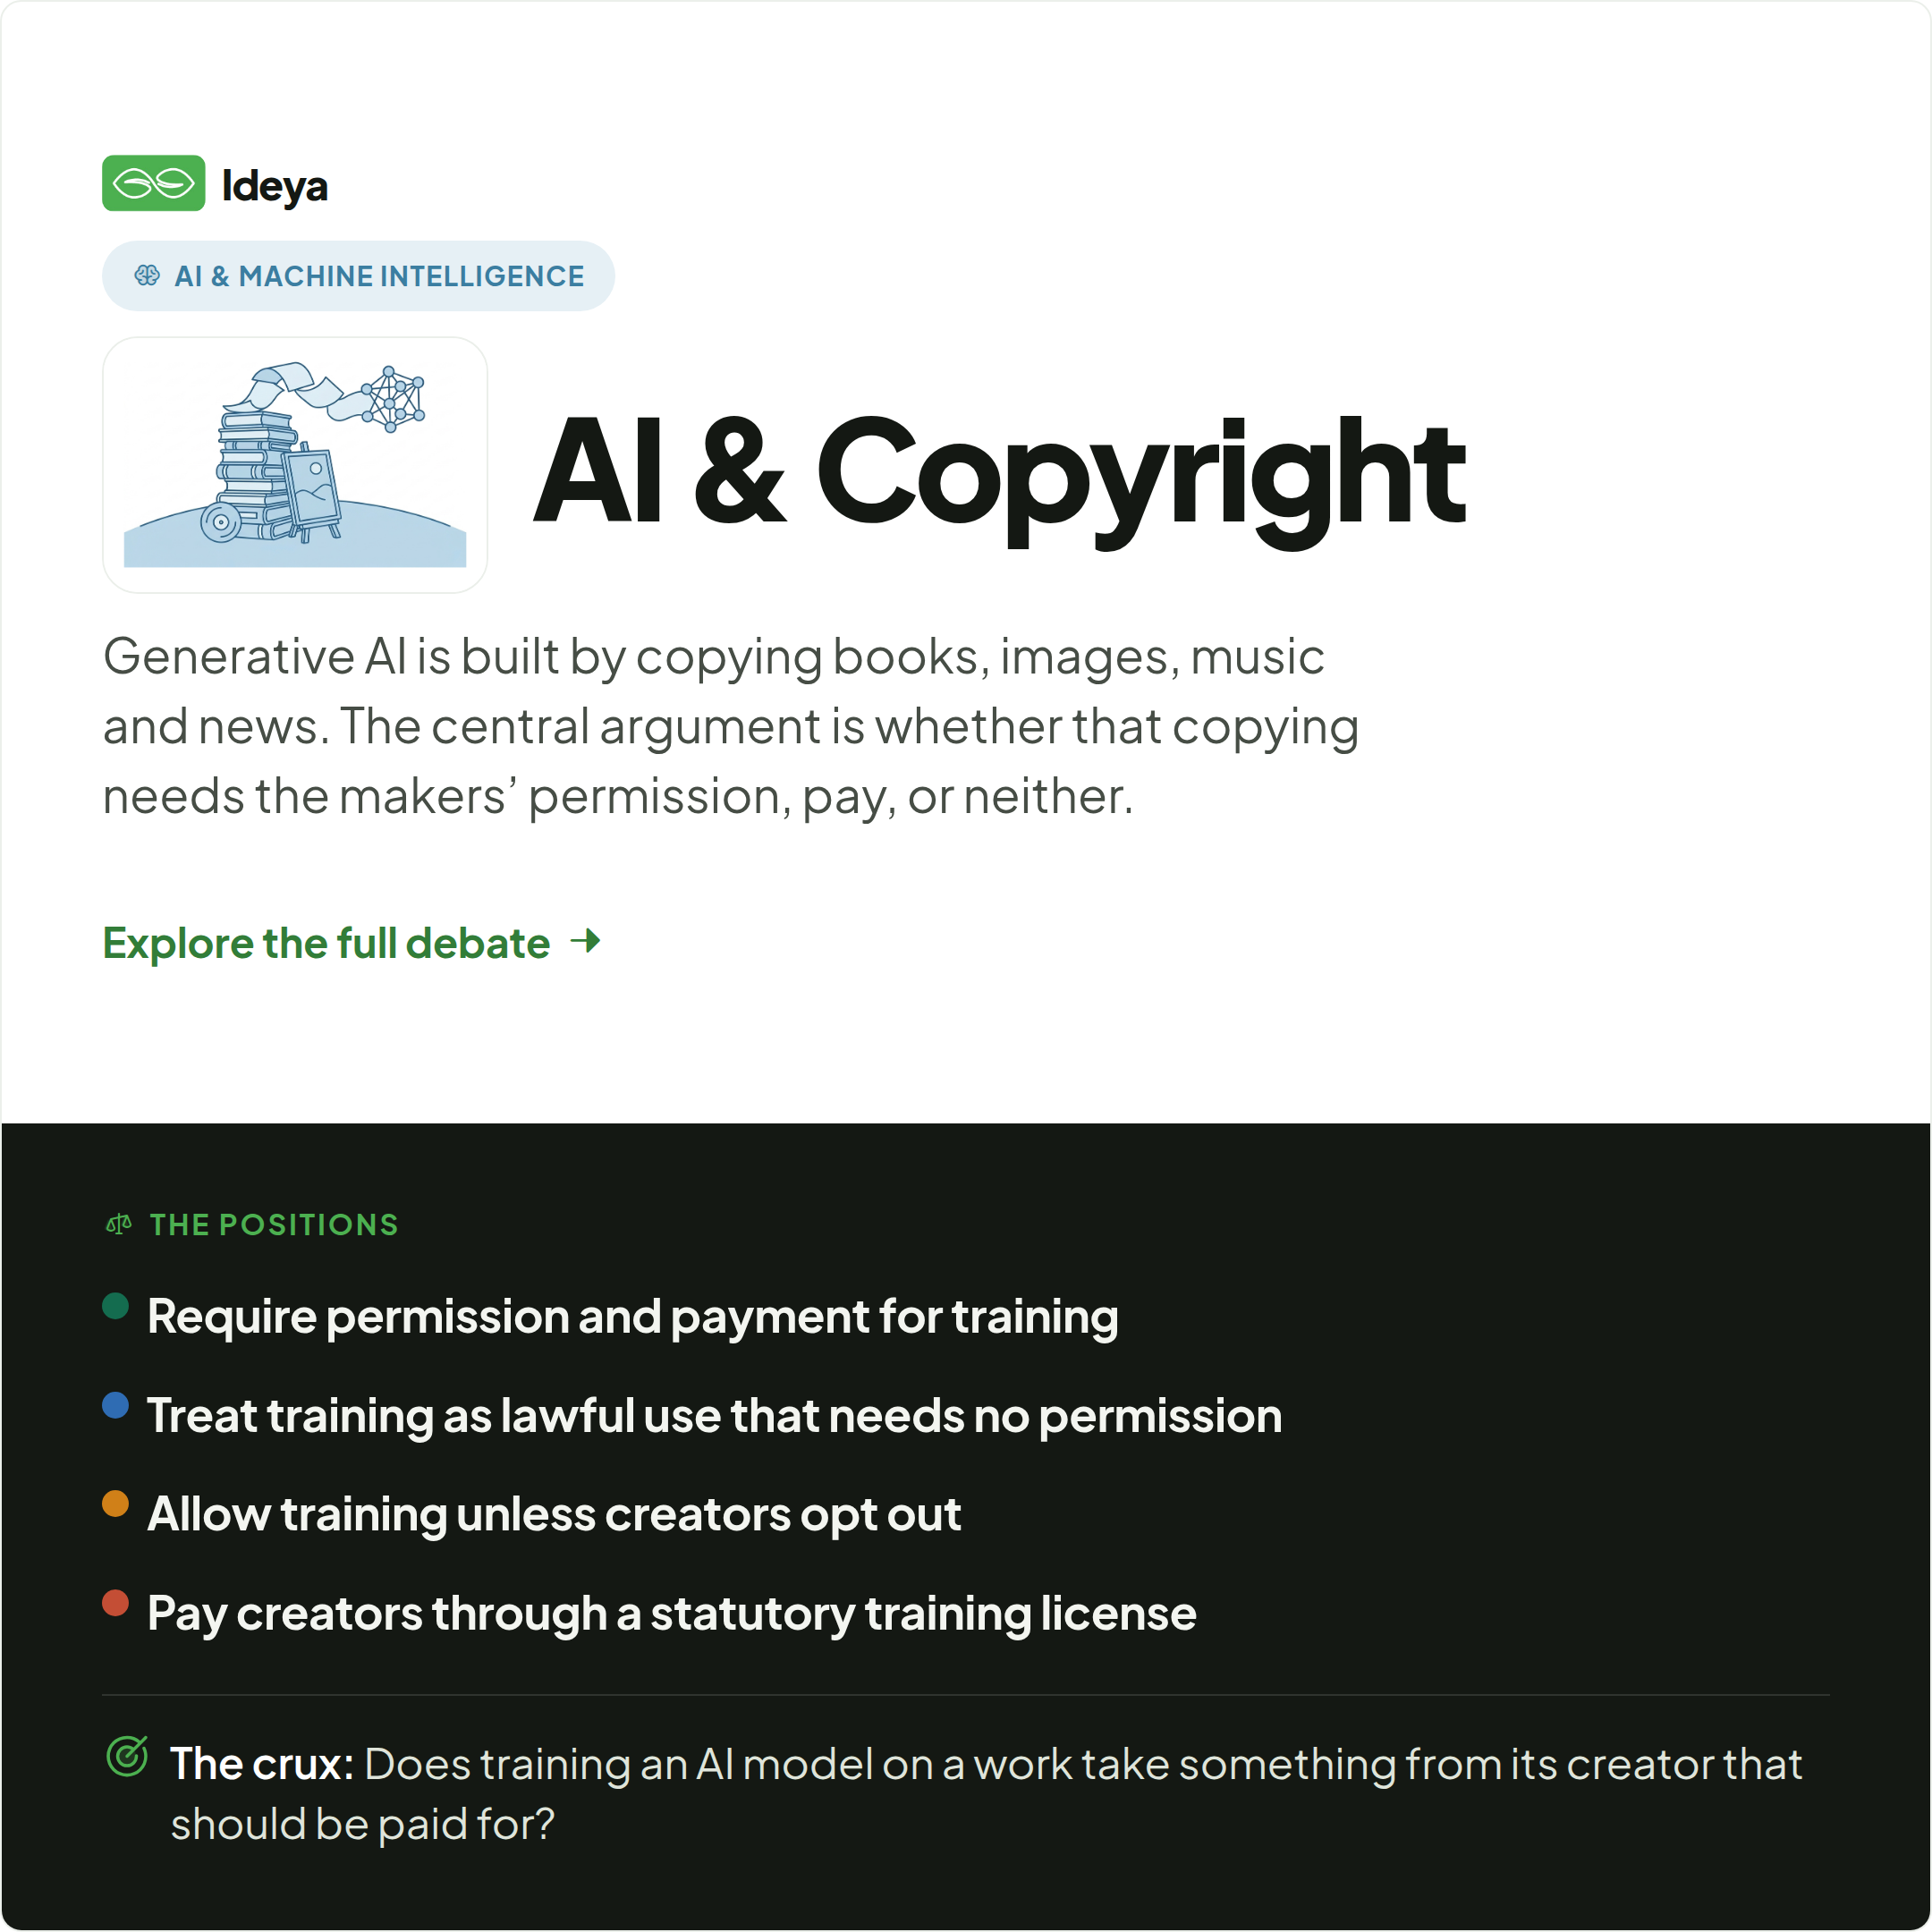 Ideya
AI & MACHINE INTELLIGENCE
AI & Copyright
Generative AI is built by copying books, images, music
and news. The central argument is whether that copying
needs the makers’ permission, pay, or neither.
Explore the full debate
THE POSITIONS
Require permission and payment for training
Treat training as lawful use that needs no permission
Allow training unless creators opt out
Pay creators through a statutory training license
The crux: Does training an AI model on a work take something from its creator that
should be paid for?